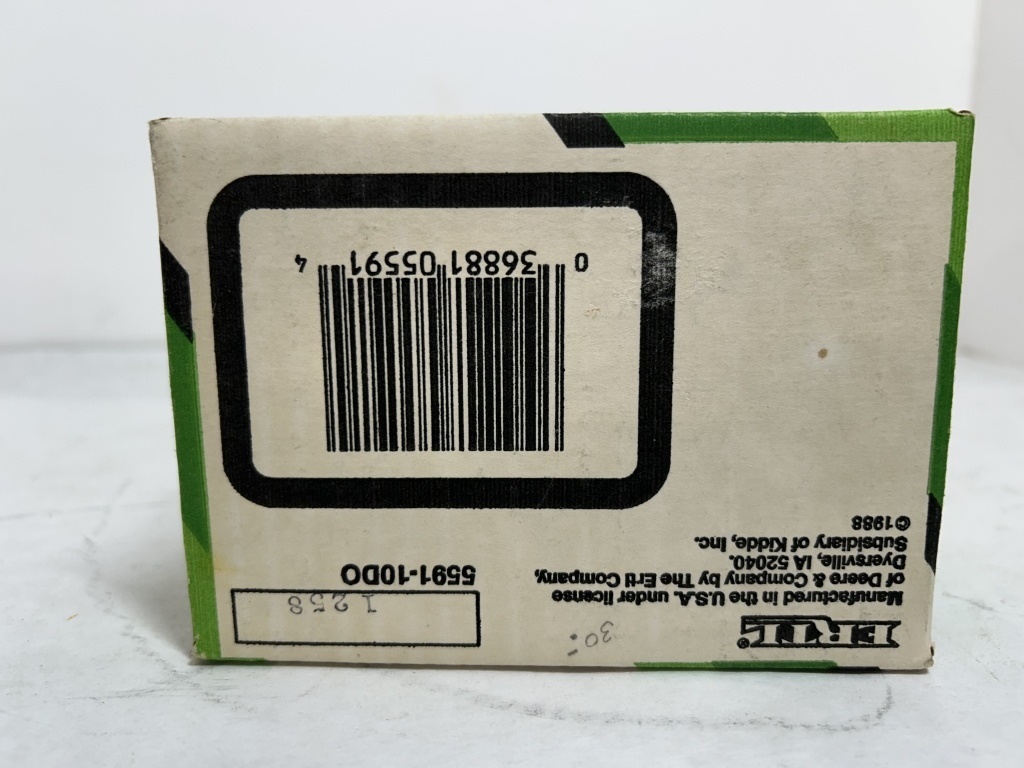 ERTL®
Manufactured in the U.S.A. under license
of Deere & Company by The Ertl Company,
Dyersville, IA 52040.
Subsidiary of Kidde, Inc.
©1988
30.-
1258
5591-10DO
0 36881 05591 4